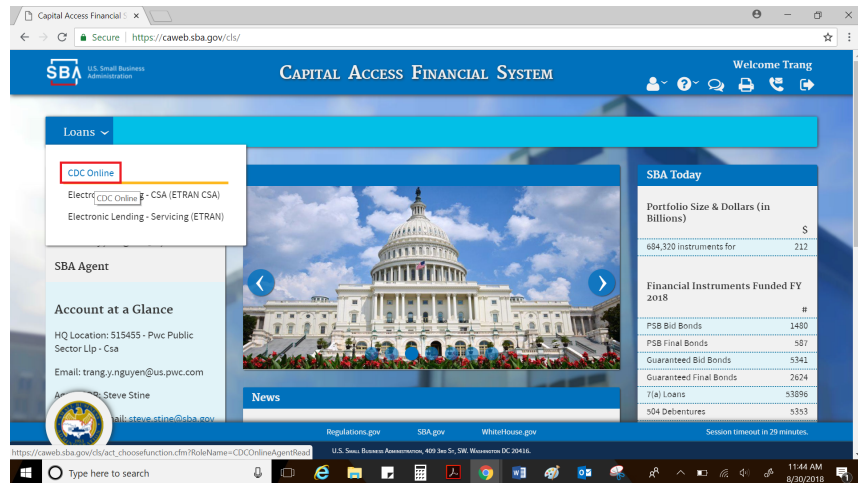 Capital Access Financial S
Secure | https://caweb.sba.gov/cls/
SBA U.S. Small Business
Administration
Capital Access Financial System
Welcome Trang
Loans
CDC Online
CDC Online
- CSA (ETRAN CSA)
Electronic Lending - Servicing (ETRAN)
SBA Agent
Account at a Glance
HQ Location: 515455 - Pwc Public
Sector Llp - Csa
Email: trang.y.nguyen@us.pwc.com
: Steve Stine
steve.stine@sba.gov
News
SBA Today
Portfolio Size & Dollars (in
Billions)
$
684,320 instruments for 212
Financial Instruments Funded FY
2018
#
PSB Bid Bonds 1480
PSB Final Bonds 587
Guaranteed Bid Bonds 5341
Guaranteed Final Bonds 2624
7(a) Loans 53896
504 Debentures 5353
Regulations.gov SBA.gov WhiteHouse.gov
Session timeout in 29 minutes.
https://caweb.sba.gov/cls/act_choosefunction.cfm?RoleName=CDCOnlineAgentRead
U.S. Small Business Administration, 409 3rd St, SW. Washington DC 20416.
Type here to search
11:44 AM
8/30/2018